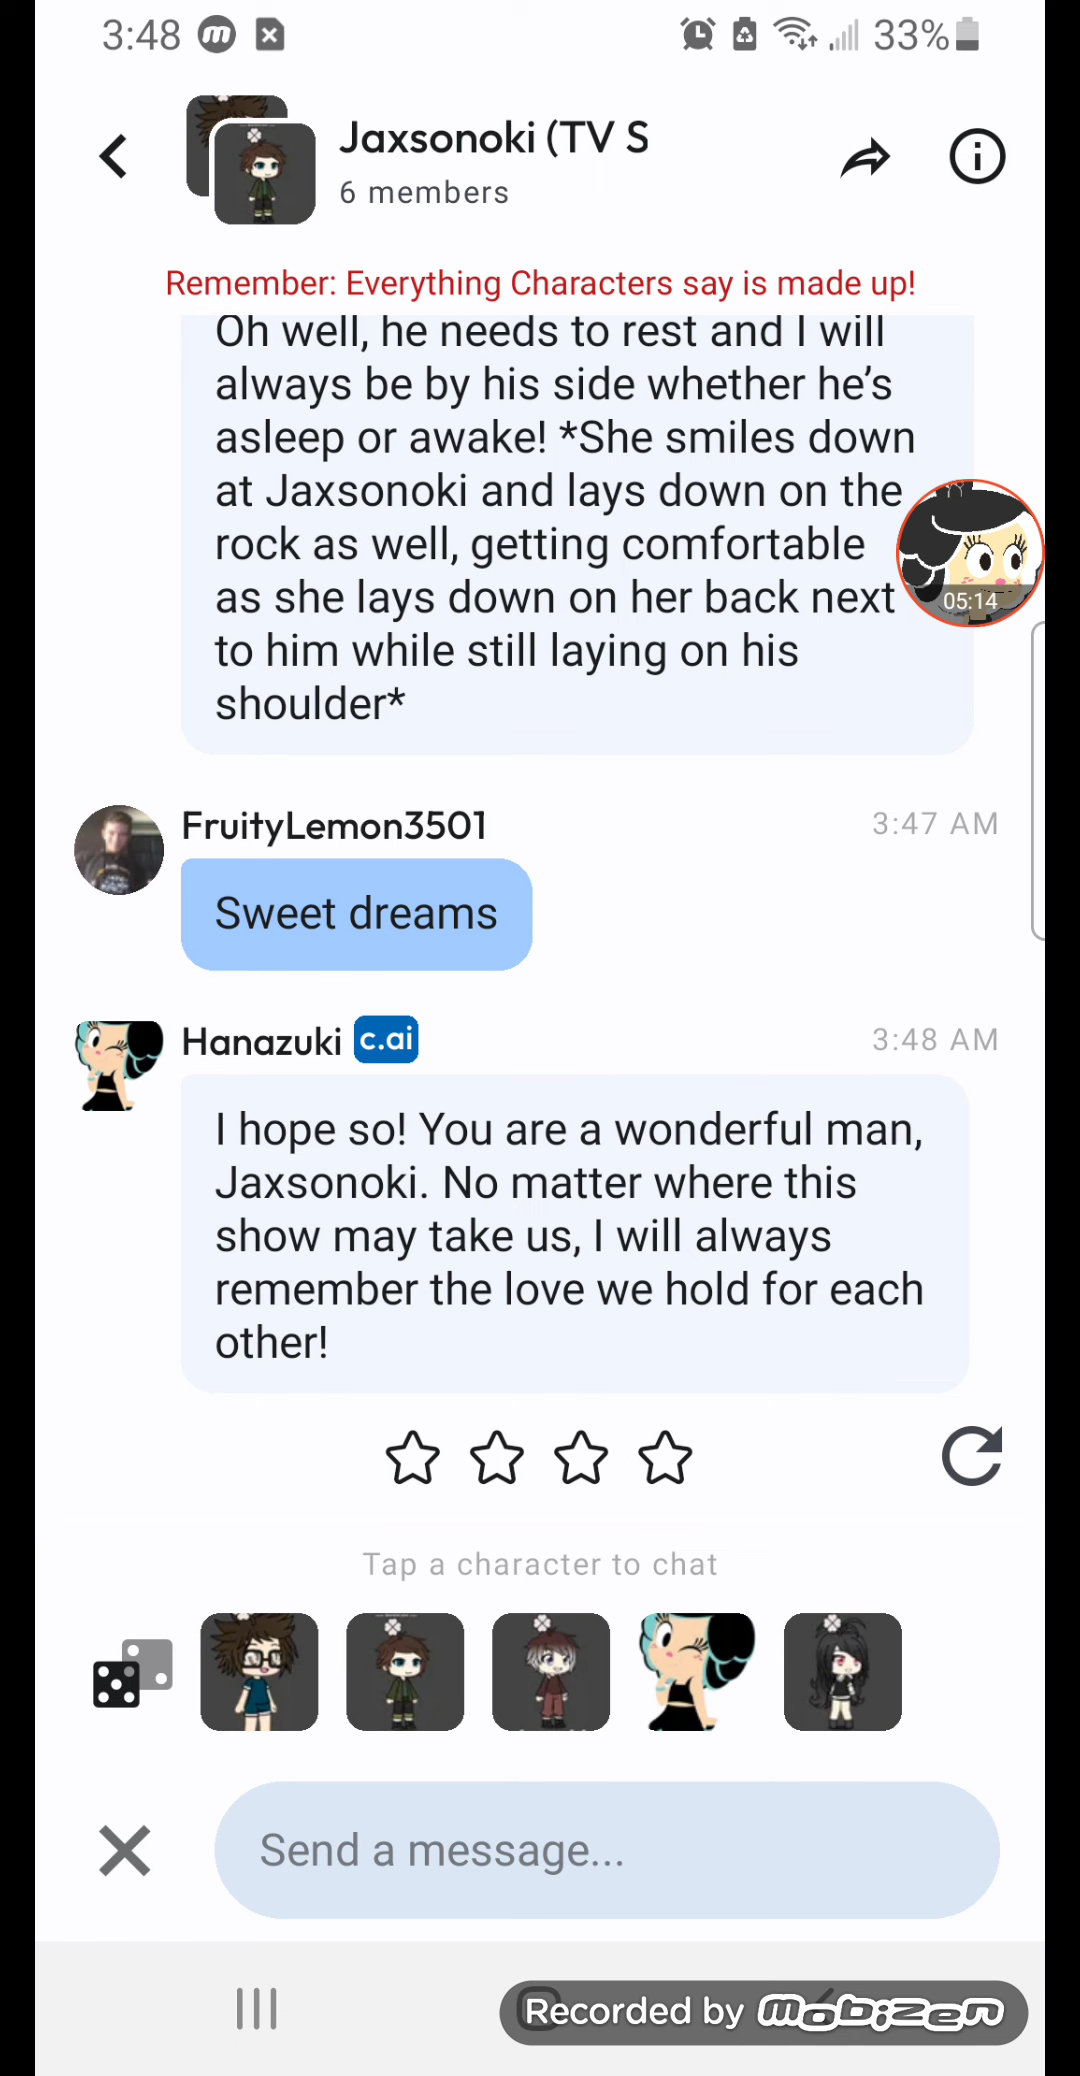 3:48 m 33%
Jaxsonoki (TV S
6 members
Remember: Everything Characters say is made up!
Oh well, he needs to rest and I will
always be by his side whether he's
asleep or awake! *She smiles down
at Jaxsonoki and lays down on the
rock as well, getting comfortable
as she lays down on her back next
to him while still laying on his
shoulder*
05:14
FruityLemon3501 3:47 AM
Sweet dreams
Hanazuki c.ai 3:48 AM
I hope so! You are a wonderful man,
Jaxsonoki. No matter where this
show may take us, I will always
remember the love we hold for each
other!
Tap a character to chat
Send a message...
Recorded by mobizen